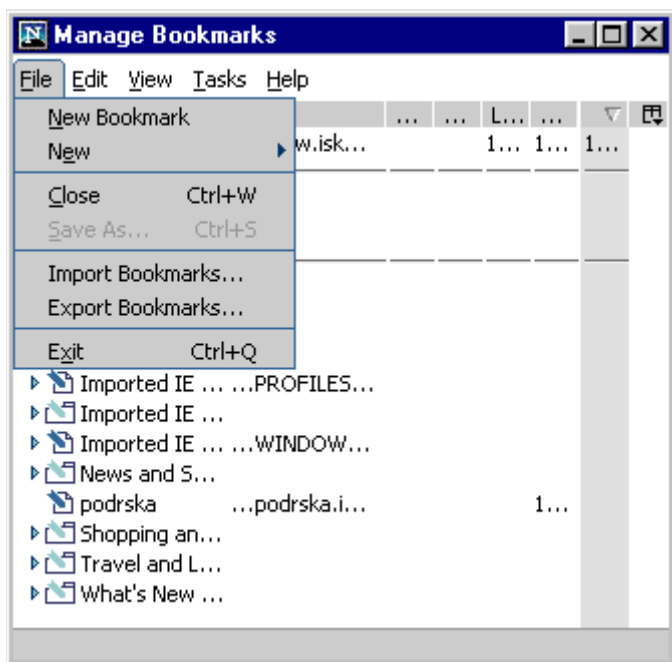 N Manage Bookmarks
File Edit View Tasks Help
New Bookmark ... ... L... ...
New w.isk... 1... 1... 1...
Close Ctrl+W
Save As... Ctrl+S
Import Bookmarks...
Export Bookmarks...
Exit Ctrl+Q
Imported IE ... ...PROFILES...
Imported IE ...
Imported IE ... ...WINDOW...
News and S...
podrska ...podrska.i... 1...
Shopping an...
Travel and L...
What's New ...